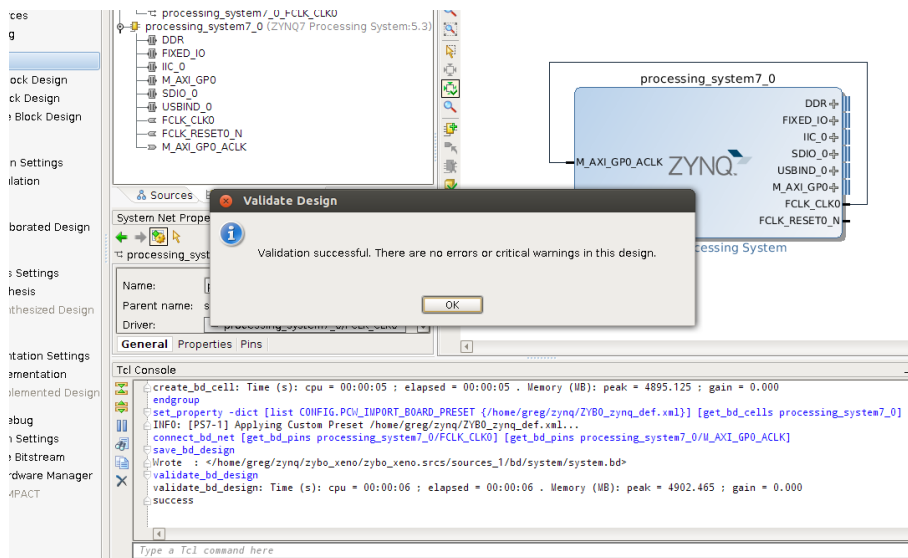 rces
g
ock Design
ck Design
e Block Design
n Settings
ulation
borated Design
s Settings
hesis
nthesized Design
ntation Settings
ementation
plemented Design
ebug
n Settings
e Bitstream
rdware Manager
MPACT
processing_system7_0_FCLK_CLK0
processing_system7_0 (ZYNQ7 Processing System:5.3)
DDR
FIXED_IO
IIC_0
M_AXI_GP0
SDIO_0
USBIND_0
FCLK_CLK0
FCLK_RESET0_N
M_AXI_GP0_ACLK
Sources
System Net Prope
processing_syst
Name:
Parent name: s
Driver:
processing_system7_0/FCLK_CLK0
General Properties Pins
processing_system7_0
DDR
FIXED_IO
IIC_0
SDIO_0
USBIND_0
M_AXI_GP0
FCLK_CLK0
FCLK_RESET0_N
M_AXI_GP0_ACLK
ZYNQ
cessing System
Validate Design
Validation successful. There are no errors or critical warnings in this design.
OK
Tcl Console
create_bd_cell: Time (s): cpu = 00:00:05 ; elapsed = 00:00:05 . Memory (MB): peak = 4895.125 ; gain = 0.000
endgroup
set_property -dict [list CONFIG.PCW_IMPORT_BOARD_PRESET {/home/greg/zynq/ZYBO_zynq_def.xml}] [get_bd_cells processing_system7_0]
INFO: [PS7-1] Applying Custom Preset /home/greg/zynq/ZYBO_zynq_def.xml...
connect_bd_net [get_bd_pins processing_system7_0/FCLK_CLK0] [get_bd_pins processing_system7_0/M_AXI_GP0_ACLK]
save_bd_design
Wrote : </home/greg/zynq/zybo_xeno/zybo_xeno.srcs/sources_1/bd/system/system.bd>
validate_bd_design
validate_bd_design: Time (s): cpu = 00:00:06 ; elapsed = 00:00:06 . Memory (MB): peak = 4902.465 ; gain = 0.000
success
Type a Tcl command here